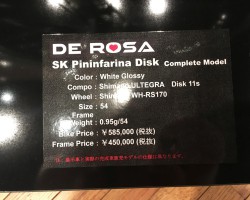 DE ROSA
SK Pininfarina Disk Complete Model
Color : White Glossy
Compo : Shimano ULTEGRA Disk 11s
Wheel : Shimano WH-RS170
Size : 54
Frame
Weight : 0.95g/54
Bike Price : ¥585,000 (税抜)
Frame Price : ¥450,000 (税抜)